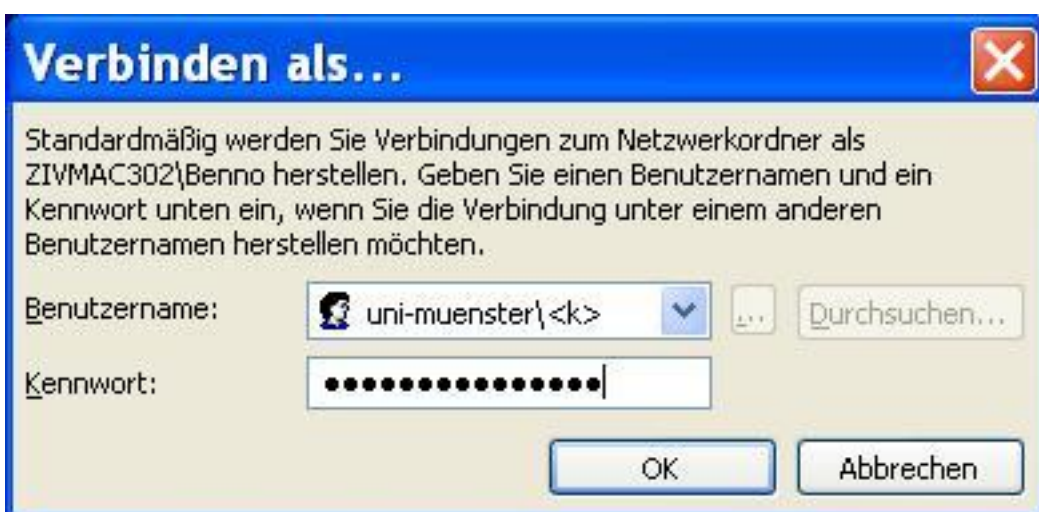 Verbinden als...
Standardmäßig werden Sie Verbindungen zum Netzwerkordner als
ZIVMAC302\Benno herstellen. Geben Sie einen Benutzernamen und ein
Kennwort unten ein, wenn Sie die Verbindung unter einem anderen
Benutzernamen herstellen möchten.
Benutzername: uni-muenster\<k> ... Durchsuchen...
Kennwort: ●●●●●●●●●●●●●●●
OK Abbrechen